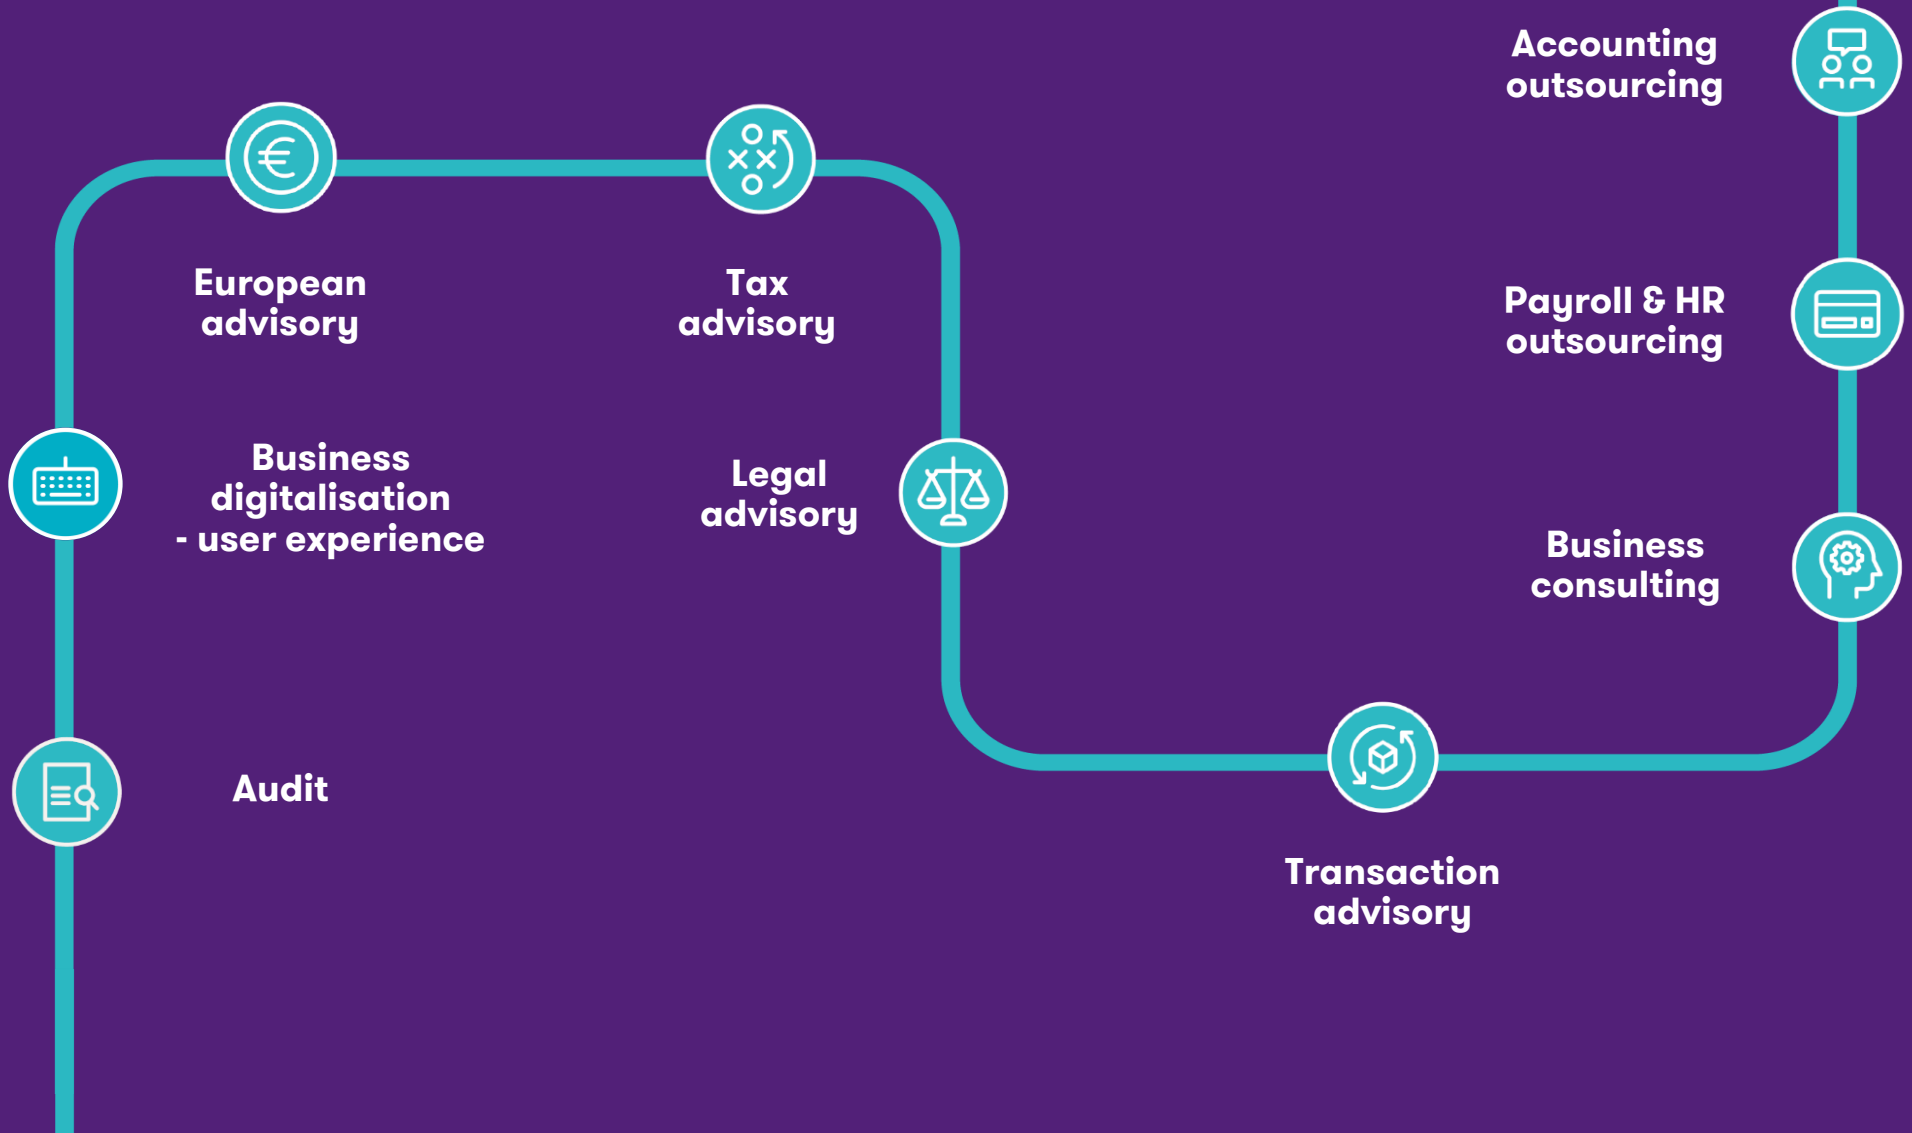 Accounting
outsourcing
European
advisory
Tax
advisory
Payroll & HR
outsourcing
Business
digitalisation
- user experience
Legal
advisory
Business
consulting
Audit
Transaction
advisory